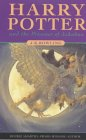 HARRY
POTTER
and the Prisoner of Azkaban
J.K.ROWLING